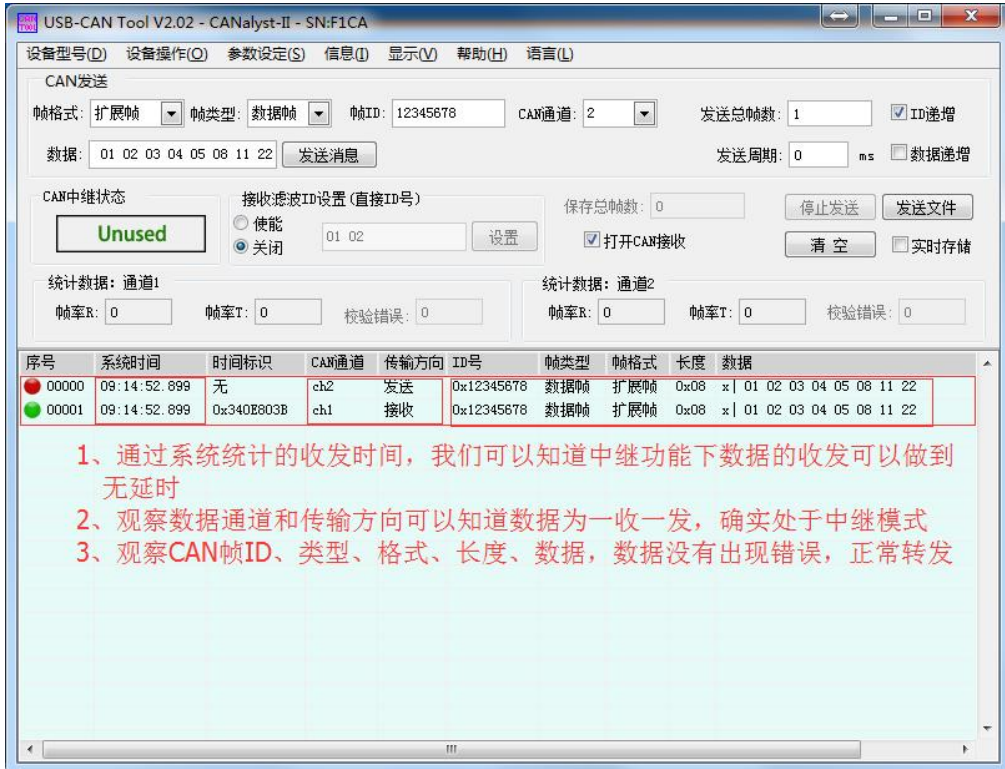 USB-CAN Tool V2.02 - CANalyst-II - SN:F1CA
设备型号(D) 设备操作(O) 参数设定(S) 信息(I) 显示(V) 帮助(H) 语言(L)
CAN发送
帧格式: 扩展帧 帧类型: 数据帧 帧ID: 12345678 CAN通道: 2 发送总帧数: 1 ID递增
数据: 01 02 03 04 05 08 11 22 发送消息 发送周期: 0 ms 数据递增
CAN中继状态 接收滤波ID设置(直接ID号) 保存总帧数: 0 停止发送 发送文件
Unused 使能 01 02 设置
关闭 打开CAN接收 清空 实时存储
统计数据: 通道1 统计数据: 通道2
帧率R: 0 帧率T: 0 校验错误: 0 帧率R: 0 帧率T: 0 校验错误: 0
序号 系统时间 时间标识 CAN通道 传输方向 ID号 帧类型 帧格式 长度 数据
00000 09:14:52.899 无 ch2 发送 0x12345678 数据帧 扩展帧 0x08 x| 01 02 03 04 05 08 11 22
00001 09:14:52.899 0x340E803B ch1 接收 0x12345678 数据帧 扩展帧 0x08 x| 01 02 03 04 05 08 11 22
1、通过系统统计的收发时间，我们可以知道中继功能下数据的收发可以做到
无延时
2、观察数据通道和传输方向可以知道数据为一收一发，确实处于中继模式
3、观察CAN帧ID、类型、格式、长度、数据，数据没有出现错误，正常转发